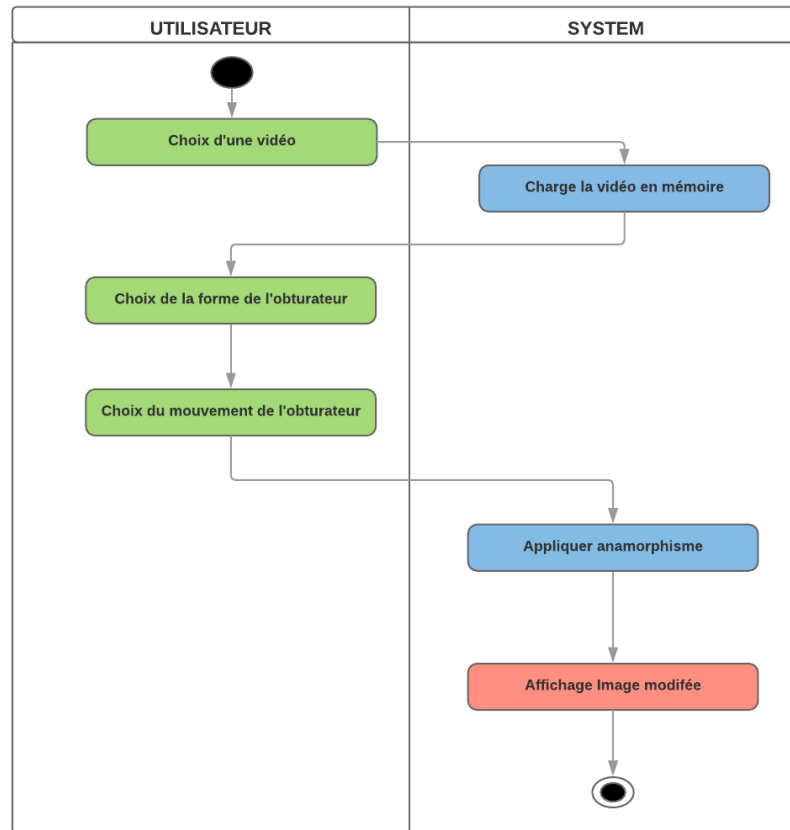 UTILISATEUR
SYSTEM
Choix d'une vidéo
Charge la vidéo en mémoire
Choix de la forme de l'obturateur
Choix du mouvement de l'obturateur
Appliquer anamorphisme
Affichage Image modifée